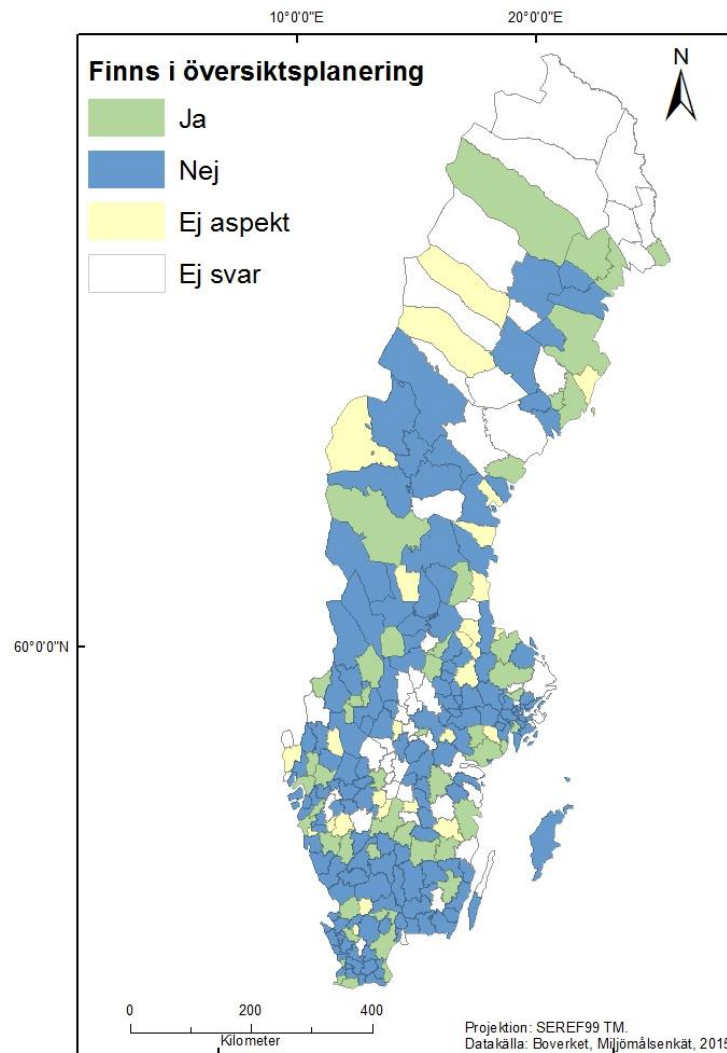 10°0'0"E 20°0'0"E
Finns i översiktsplanering
Ja
Nej
Ej aspekt
Ej svar
N
60°0'0"N
0 200 400
Kilometer
Projektion: SEREF99 TM.
Datakälla: Boverket, Miljömålsenkät, 2015